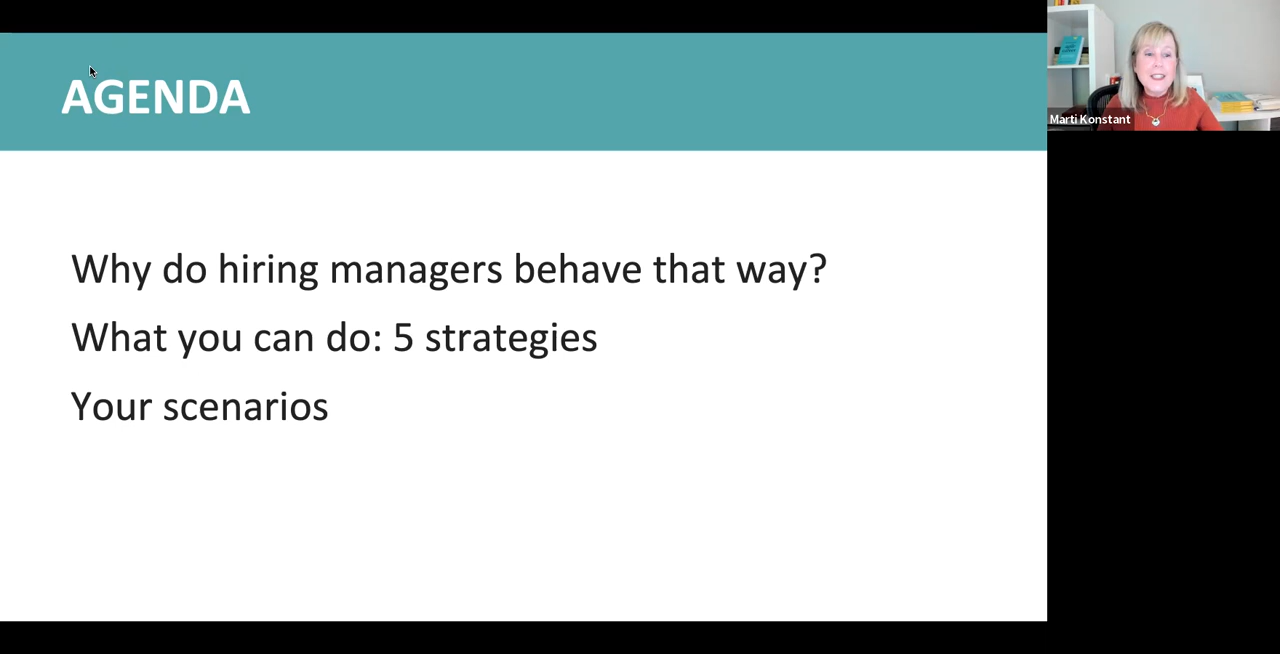 AGENDA
Why do hiring managers behave that way?
What you can do: 5 strategies
Your scenarios
Marti Konstant